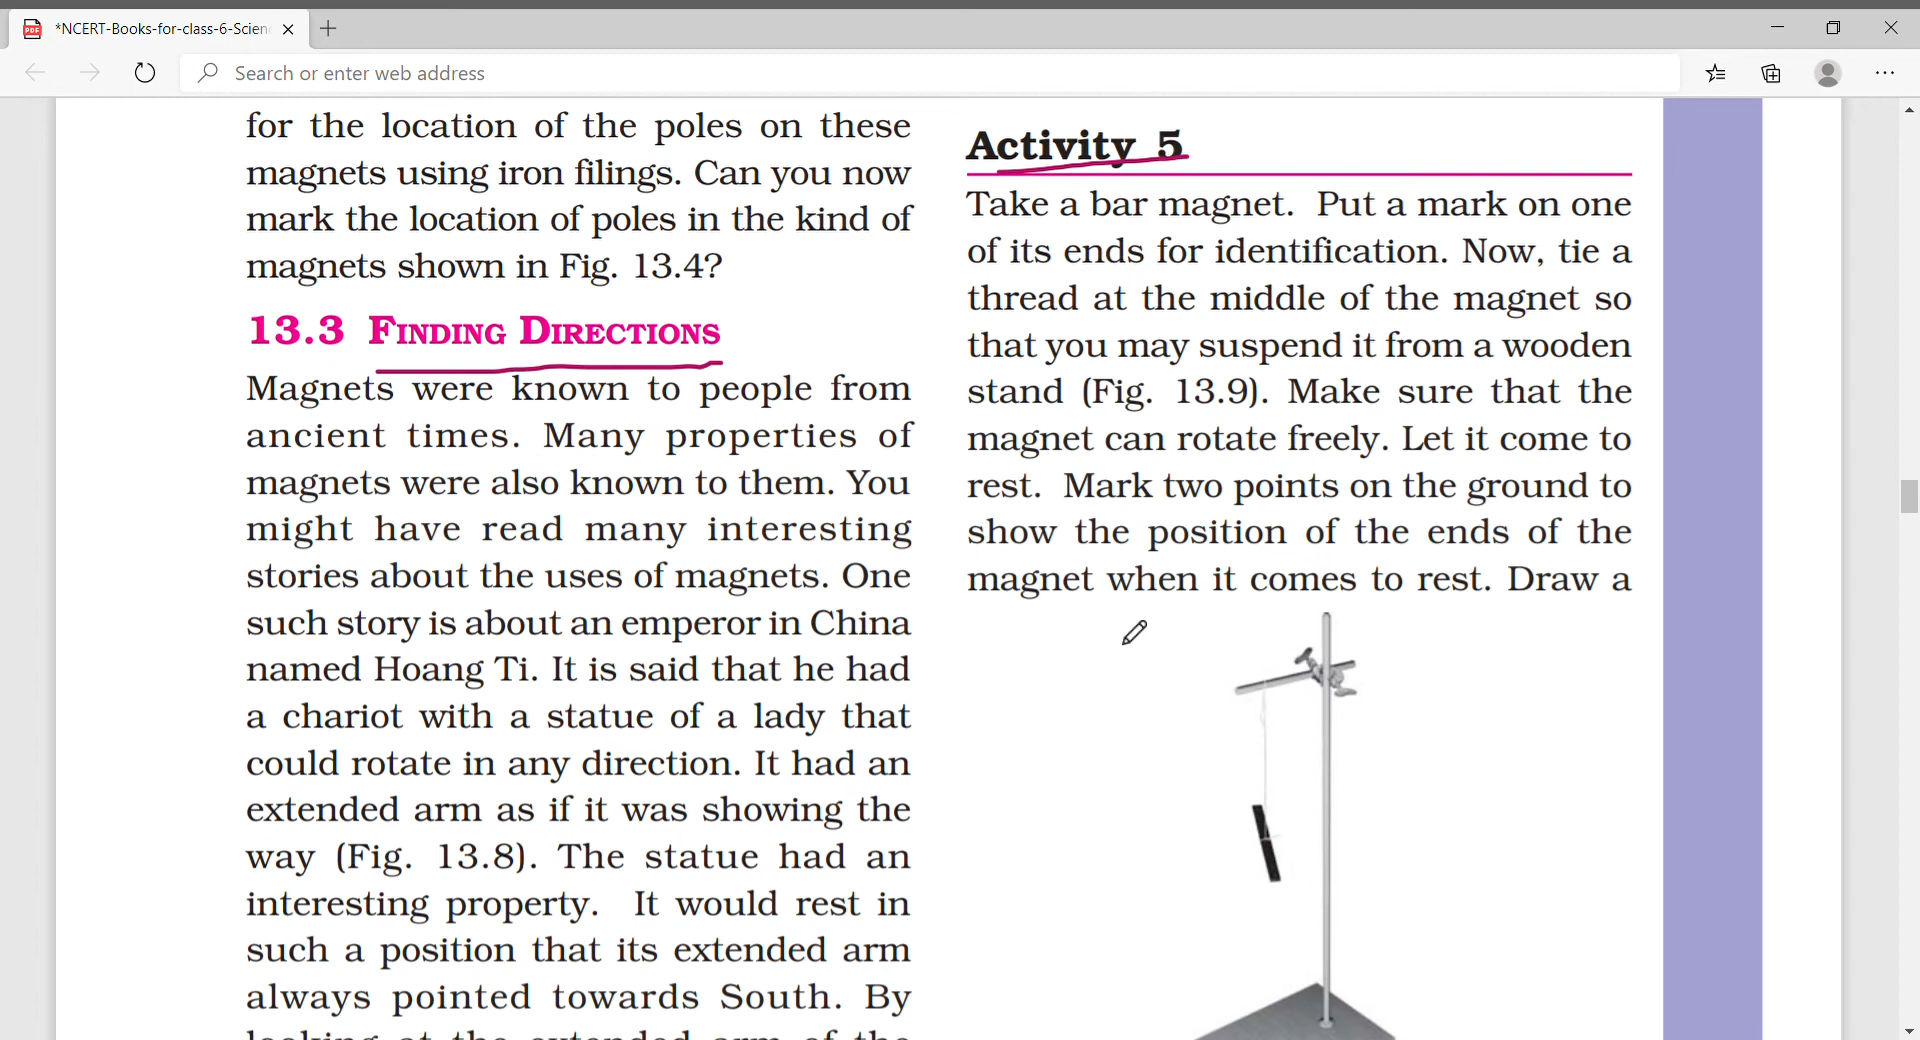 *NCERT-Books-for-class-6-Scien
Search or enter web address
for the location of the poles on these
magnets using iron filings. Can you now
mark the location of poles in the kind of
magnets shown in Fig. 13.4?
13.3 FINDING DIRECTIONS
Magnets were known to people from
ancient times. Many properties of
magnets were also known to them. You
might have read many interesting
stories about the uses of magnets. One
such story is about an emperor in China
named Hoang Ti. It is said that he had
a chariot with a statue of a lady that
could rotate in any direction. It had an
extended arm as if it was showing the
way (Fig. 13.8). The statue had an
interesting property. It would rest in
such a position that its extended arm
always pointed towards South. By
looking at the extended arm of the
Activity 5
Take a bar magnet. Put a mark on one
of its ends for identification. Now, tie a
thread at the middle of the magnet so
that you may suspend it from a wooden
stand (Fig. 13.9). Make sure that the
magnet can rotate freely. Let it come to
rest. Mark two points on the ground to
show the position of the ends of the
magnet when it comes to rest. Draw a